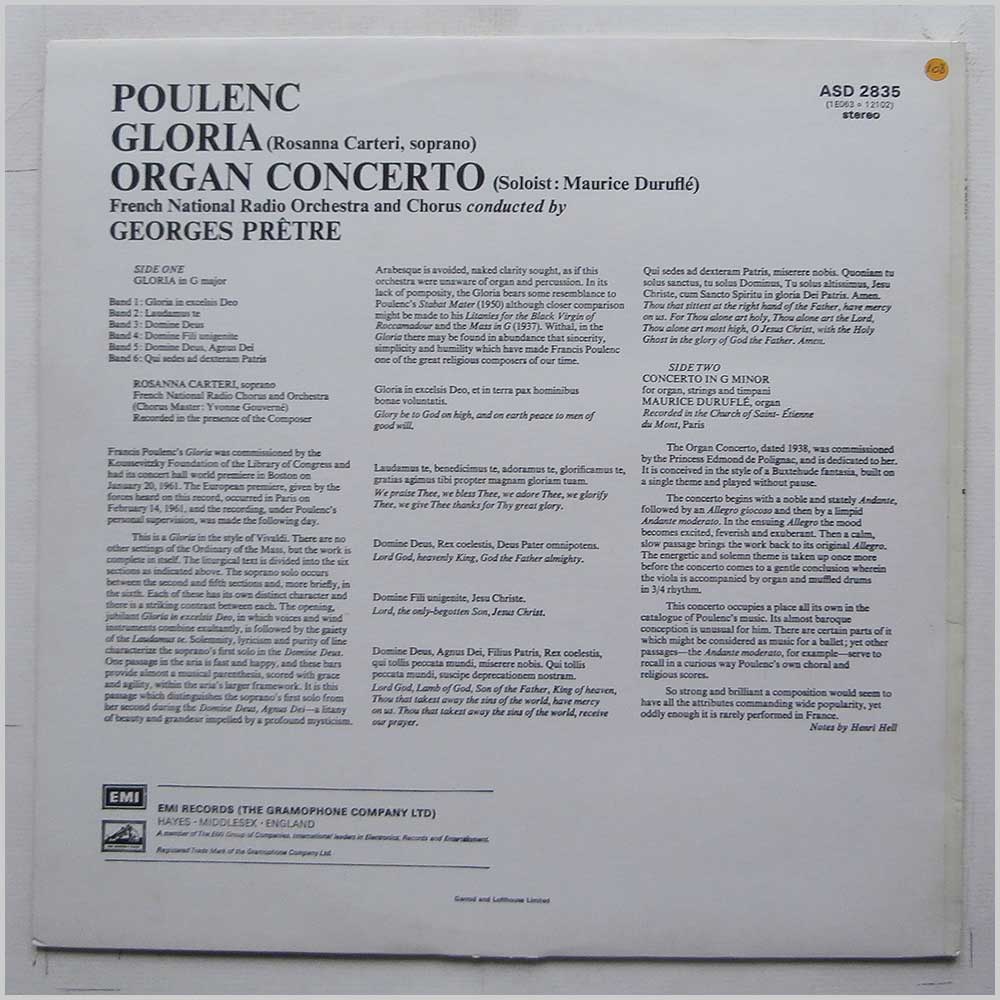 POULENC
GLORIA (Rosanna Carteri, soprano)
ORGAN CONCERTO (Soloist: Maurice Duruflé)
French National Radio Orchestra and Chorus conducted by
GEORGES PRÊTRE
108
ASD 2835
(1E063 o 12102)
stereo
SIDE ONE
GLORIA in G major
Band 1: Gloria in excelsis Deo
Band 2: Laudamus te
Band 3: Domine Deus
Band 4: Domine Fili unigenite
Band 5: Domine Deus, Agnus Dei
Band 6: Qui sedes ad dexteram Patris
ROSANNA CARTERI, soprano
French National Radio Chorus and Orchestra
(Chorus Master: Yvonne Gouverné)
Recorded in the presence of the Composer
Francis Poulenc's Gloria was commissioned by the
Koussevitzky Foundation of the Library of Congress and
had its concert hall world premiere in Boston on
January 20, 1961. The European premiere, given by the
forces heard on this record, occurred in Paris on
February 14, 1961, and the recording, under Poulenc's
personal supervision, was made the following day.
This is a Gloria in the style of Vivaldi. There are no
other settings of the Ordinary of the Mass, but the work is
complete in itself. The liturgical text is divided into the six
sections as indicated above. The soprano solo occurs
between the second and fifth sections and, more briefly, in
the sixth. Each of these has its own distinct character and
there is a striking contrast between each. The opening,
jubilant Gloria in excelsis Deo, in which voices and wind
instruments combine exultantly, is followed by the gaiety
of the Laudamus te. Solemnity, lyricism and purity of line
characterize the soprano's first solo in the Domine Deus.
One passage in the aria is fast and happy, and these bars
provide almost a musical parenthesis, scored with grace
and agility, within the aria's larger framework. It is this
passage which distinguishes the soprano's first solo from
her second during the Domine Deus, Agnus Dei—a litany
of beauty and grandeur impelled by a profound mysticism.
Arabesque is avoided, naked clarity sought, as if this
orchestra were unaware of organ and percussion. In its
lack of pomposity, the Gloria bears some resemblance to
Poulenc's Stabat Mater (1950) although closer comparison
might be made to his Litanies for the Black Virgin of
Roccamadour and the Mass in G (1937). Withal, in the
Gloria there may be found in abundance that sincerity,
simplicity and humility which have made Francis Poulenc
one of the great religious composers of our time.
Gloria in excelsis Deo, et in terra pax hominibus
bonae voluntatis.
Glory be to God on high, and on earth peace to men of
good will.
Laudamus te, benedicimus te, adoramus te, glorificamus te,
gratias agimus tibi propter magnam gloriam tuam.
We praise Thee, we bless Thee, we adore Thee, we glorify
Thee, we give Thee thanks for Thy great glory.
Domine Deus, Rex coelestis, Deus Pater omnipotens.
Lord God, heavenly King, God the Father almighty.
Domine Fili unigenite, Jesu Christe.
Lord, the only-begotten Son, Jesus Christ.
Domine Deus, Agnus Dei, Filius Patris, Rex coelestis,
qui tollis peccata mundi, miserere nobis. Qui tollis
peccata mundi, suscipe deprecationem nostram.
Lord God, Lamb of God, Son of the Father, King of heaven,
Thou that takest away the sins of the world, have mercy
on us. Thou that takest away the sins of the world, receive
our prayer.
Qui sedes ad dexteram Patris, miserere nobis. Quoniam tu
solus sanctus, tu solus Dominus, Tu solus altissimus, Jesu
Christe, cum Sancto Spiritu in gloria Dei Patris. Amen.
Thou that sittest at the right hand of the Father, have mercy
on us. For Thou alone art holy, Thou alone art the Lord,
Thou alone art most high, O Jesus Christ, with the Holy
Ghost in the glory of God the Father. Amen.
SIDE TWO
CONCERTO IN G MINOR
for organ, strings and timpani
MAURICE DURUFLÉ, organ
Recorded in the Church of Saint-Étienne
du Mont, Paris
The Organ Concerto, dated 1938, was commissioned
by the Princess Edmond de Polignac, and is dedicated to her.
It is conceived in the style of a Buxtehude fantasia, built on
a single theme and played without pause.
The concerto begins with a noble and stately Andante,
followed by an Allegro giocoso and then by a limpid
Andante moderato. In the ensuing Allegro the mood
becomes excited, feverish and exuberant. Then a calm,
slow passage brings the work back to its original Allegro.
The energetic and solemn theme is taken up once more
before the concerto comes to a gentle conclusion wherein
the viola is accompanied by organ and muffled drums
in 3/4 rhythm.
This concerto occupies a place all its own in the
catalogue of Poulenc's music. Its almost baroque
conception is unusual for him. There are certain parts of it
which might be considered as music for a ballet; yet other
passages—the Andante moderato, for example—serve to
recall in a curious way Poulenc's own choral and
religious scores.
So strong and brilliant a composition would seem to
have all the attributes commanding wide popularity, yet
oddly enough it is rarely performed in France.
Notes by Henri Hell
EMI
EMI RECORDS (THE GRAMOPHONE COMPANY LTD)
HAYES · MIDDLESEX · ENGLAND
A member of The EMI Group of Companies. International leaders in Electronics, Records and Entertainment.
Registered Trade Mark of the Gramophone Company Ltd.
Garrod and Lofthouse Limited